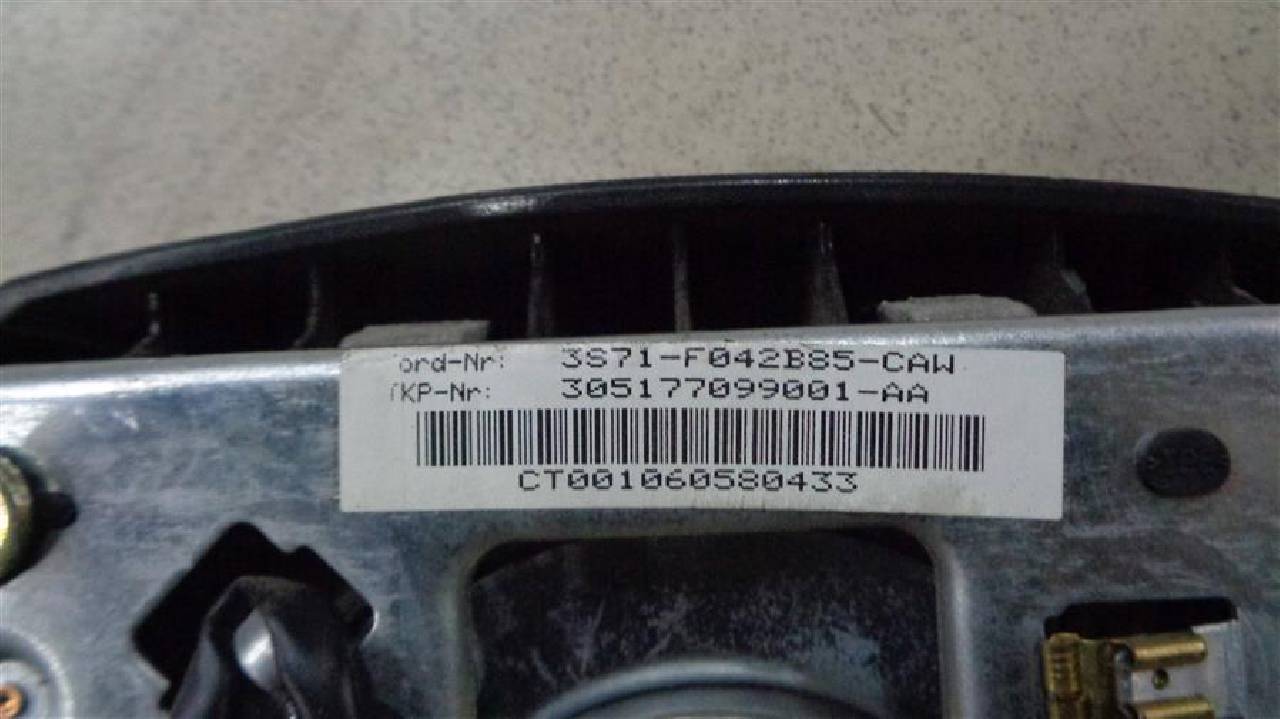 ord-Nr: 3S71-F042B85-CAW
KP-Nr: 305177099001-AA
CT001060580433